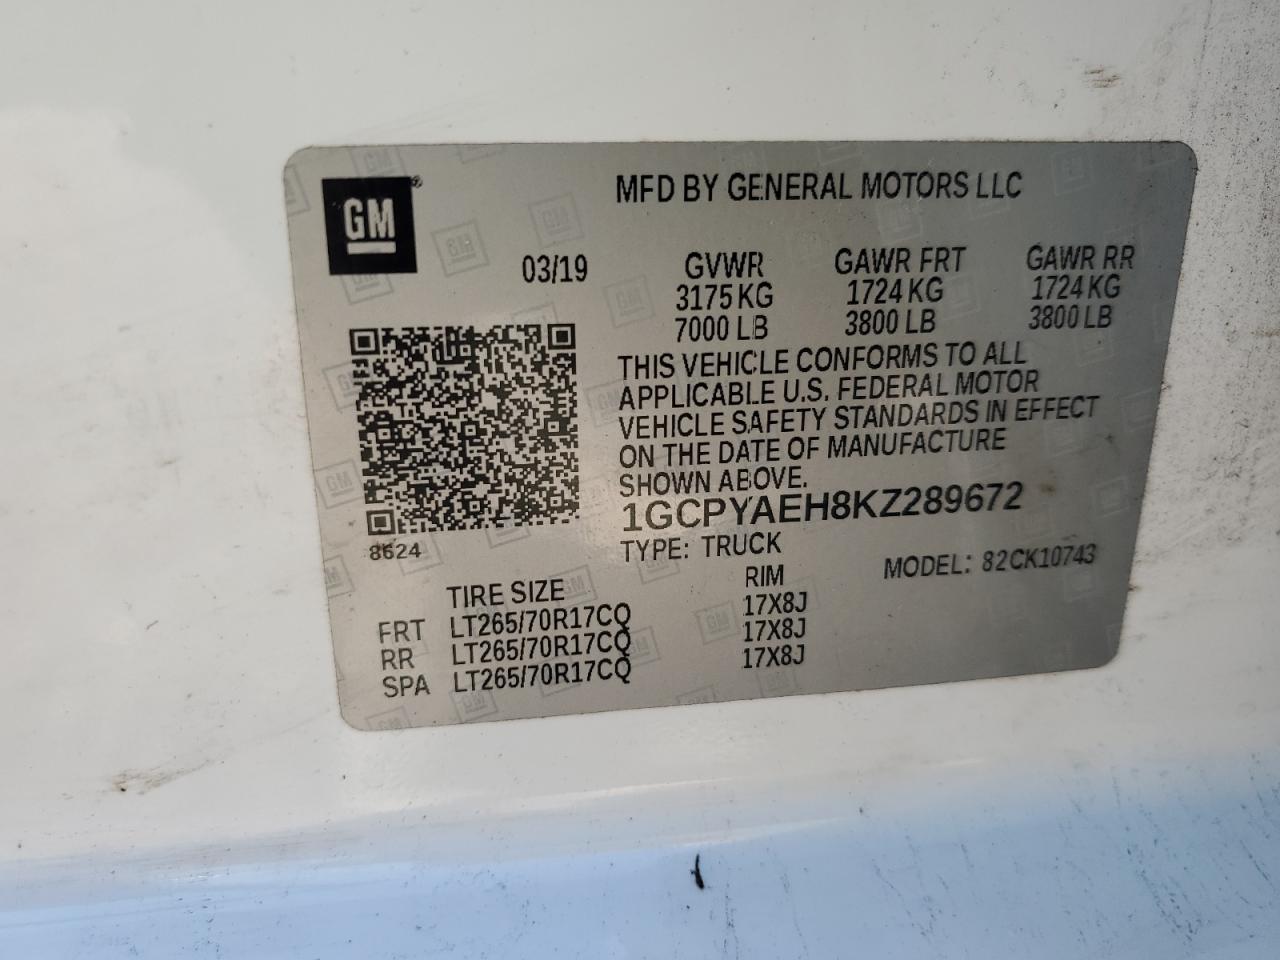 GM®
MFD BY GENERAL MOTORS LLC
03/19
GVWR GAWR FRT GAWR RR
3175 KG 1724 KG 1724 KG
7000 LB 3800 LB 3800 LB
THIS VEHICLE CONFORMS TO ALL
APPLICABLE U.S. FEDERAL MOTOR
VEHICLE SAFETY STANDARDS IN EFFECT
ON THE DATE OF MANUFACTURE
SHOWN ABOVE.
1GCPYAEH8KZ289672
8624
TYPE: TRUCK MODEL: 82CK10743
TIRE SIZE RIM
FRT LT265/70R17CQ 17X8J
RR LT265/70R17CQ 17X8J
SPA LT265/70R17CQ 17X8J